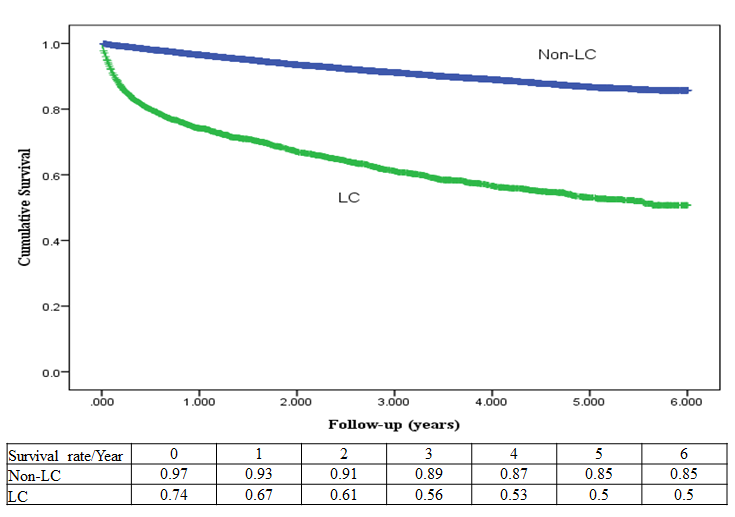 Cumulative Survival
1.0
0.8
0.6
0.4
0.2
0.0
Non-LC
LC
.000 1.000 2.000 3.000 4.000 5.000 6.000
Follow-up (years)
Survival rate/Year 0 1 2 3 4 5 6
Non-LC 0.97 0.93 0.91 0.89 0.87 0.85 0.85
LC 0.74 0.67 0.61 0.56 0.53 0.5 0.5